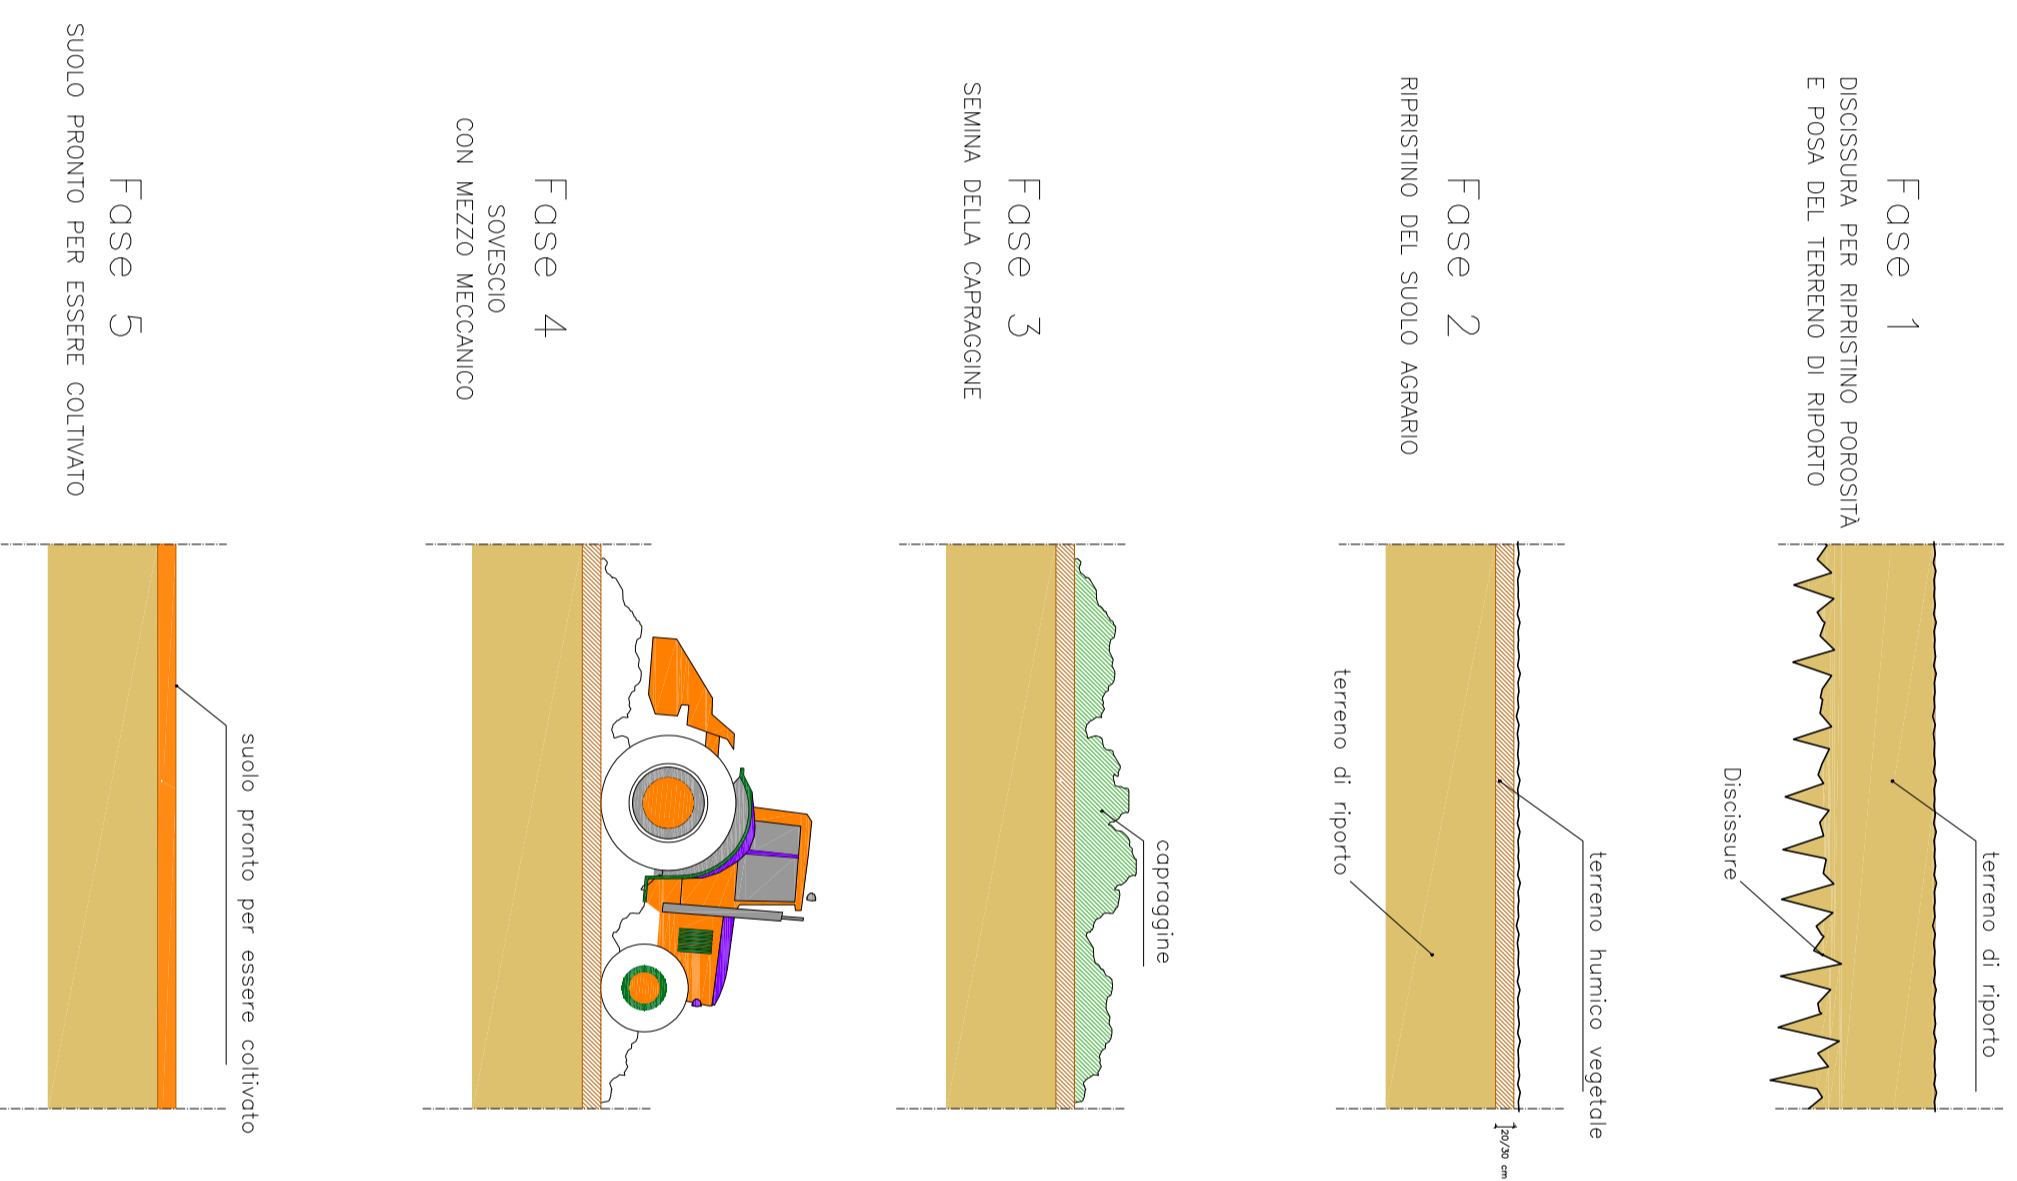 Fase 1
DISCISSURA PER RIPRISTINO POROSITÀ
E POSA DEL TERRENO DI RIPORTO
terreno di riporto
Discissure
Fase 2
RIPRISTINO DEL SUOLO AGRARIO
terreno humico vegetale
terreno di riporto
20/30 cm
Fase 3
SEMINA DELLA CAPRAGGINE
capraggine
Fase 4
SOVESCIO
CON MEZZO MECCANICO
Fase 5
SUOLO PRONTO PER ESSERE COLTIVATO
suolo pronto per essere coltivato